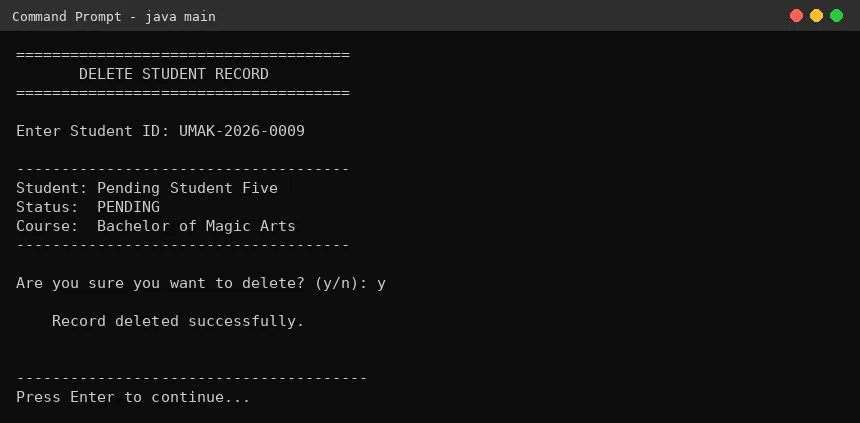 Command Prompt - java main
=====================================
DELETE STUDENT RECORD
=====================================
Enter Student ID: UMAK-2026-0009
-------------------------------------
Student: Pending Student Five
Status:  PENDING
Course:  Bachelor of Magic Arts
-------------------------------------
Are you sure you want to delete? (y/n): y
Record deleted successfully.
---------------------------------------
Press Enter to continue...